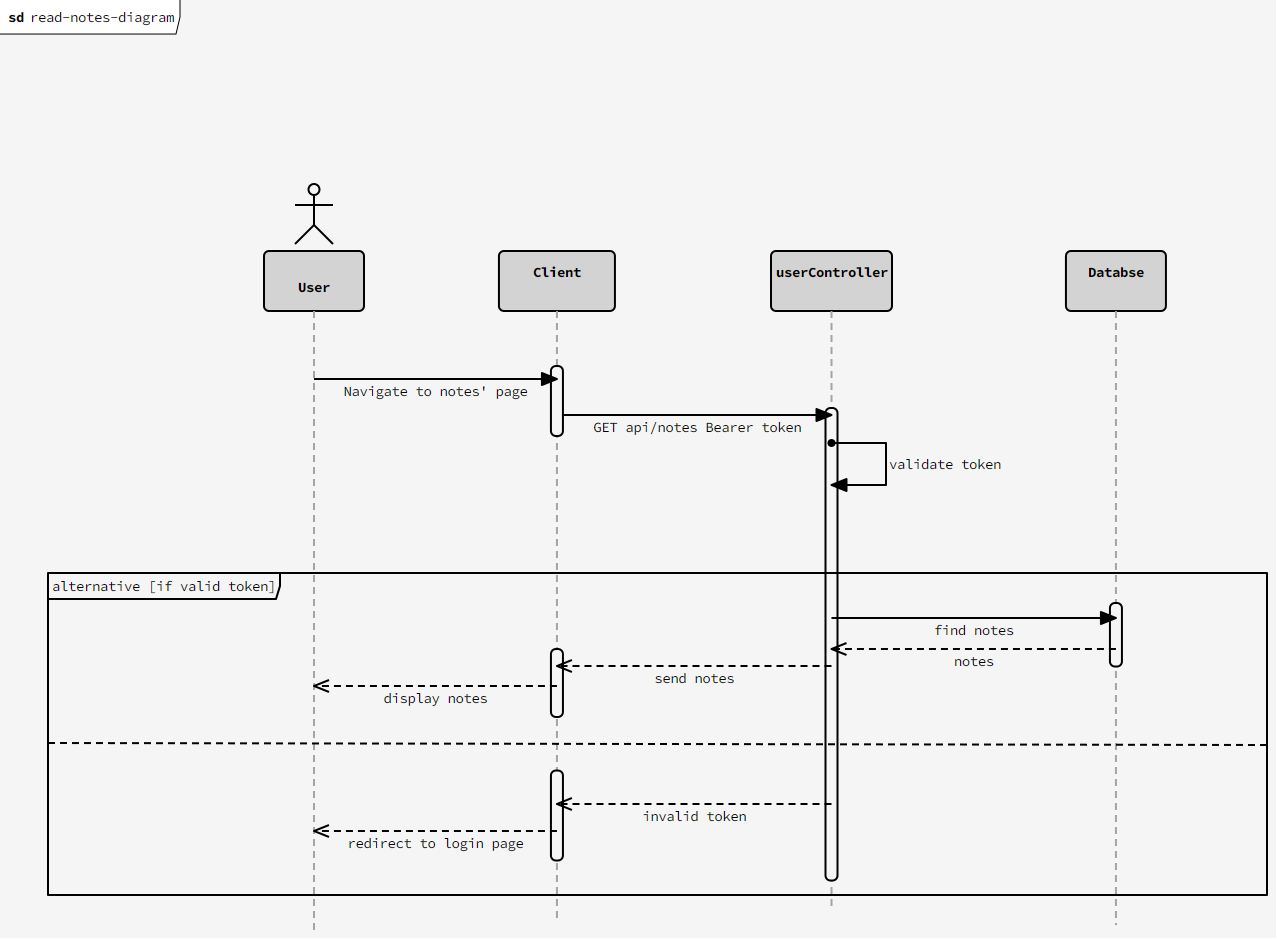 sd read-notes-diagram
User
Client
userController
Databse
Navigate to notes' page
GET api/notes Bearer token
validate token
alternative [if valid token]
find notes
notes
send notes
display notes
invalid token
redirect to login page